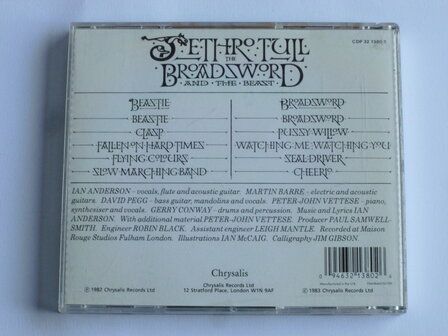 JETHRO TULL
THE
BROADSWORD
AND THE BEAST
CDP 32 1380 2
BEASTIE
BEASTIE
CLASP
FALLEN ON HARD TIMES
FLYING COLOURS
SLOW MARCHING BAND
BROADSWORD
BROADSWORD
PUSSY WILLOW
WATCHING ME WATCHING YOU
SEAL DRIVER
CHEERIO
IAN ANDERSON – vocals, flute and acoustic guitar. MARTIN BARRE – electric and acoustic
guitars. DAVID PEGG – bass guitar, mandolins and vocals. PETER-JOHN VETTESE – piano,
synthesiser and vocals. GERRY CONWAY – drums and percussion. Music and Lyrics IAN
ANDERSON. With additional material PETER-JOHN VETTESE. Producer PAUL SAMWELL-
SMITH. Engineer ROBIN BLACK. Assistant engineer LEIGH MANTLE. Recorded at Maison
Rouge Studios Fulham London. Illustrations IAN McCAIG. Calligraphy JIM GIBSON.
Chrysalis
℗ 1982 Chrysalis Records Ltd
Chrysalis Records Ltd
12 Stratford Place, London W1N 9AF
© 1983 Chrysalis Records Ltd
0 94632 13802 4